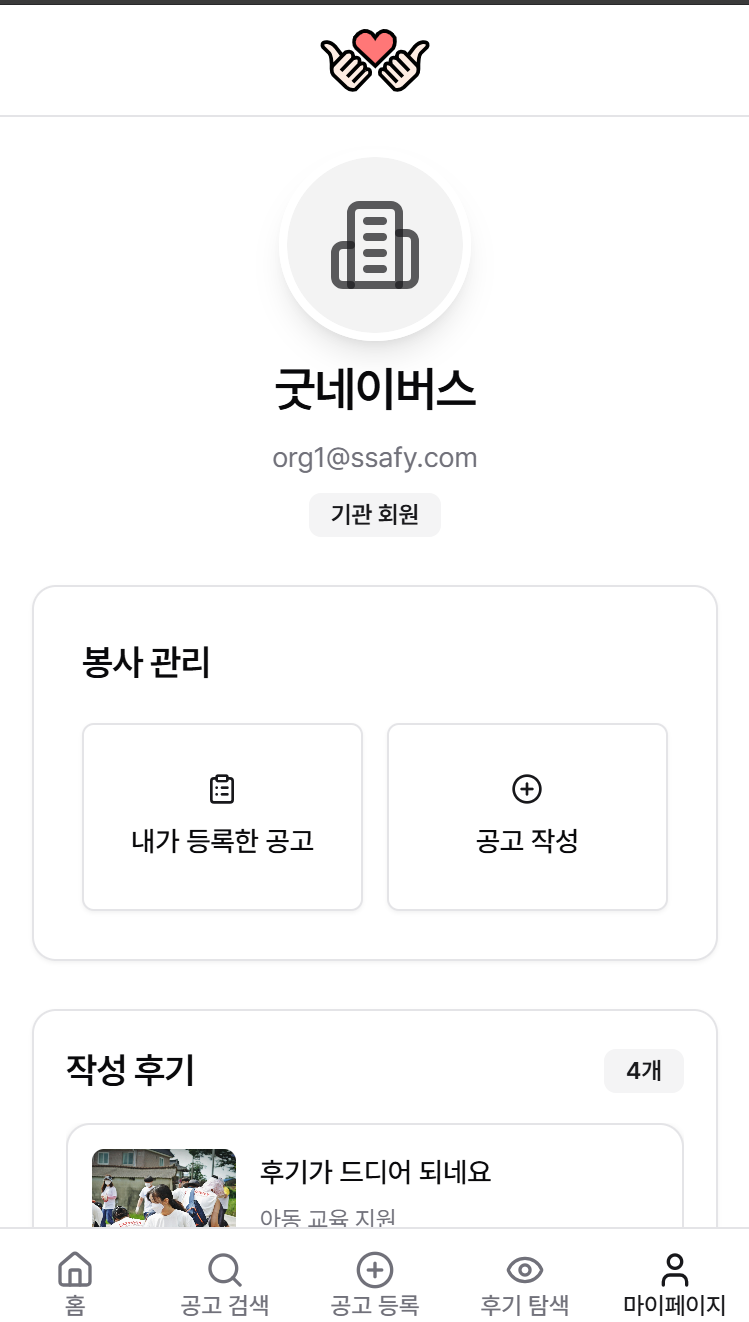 굿네이버스
org1@ssafy.com
기관 회원
봉사 관리
내가 등록한 공고
공고 작성
작성 후기
4개
후기가 드디어 되네요
아동 교육 지원
홈
공고 검색
공고 등록
후기 탐색
마이페이지